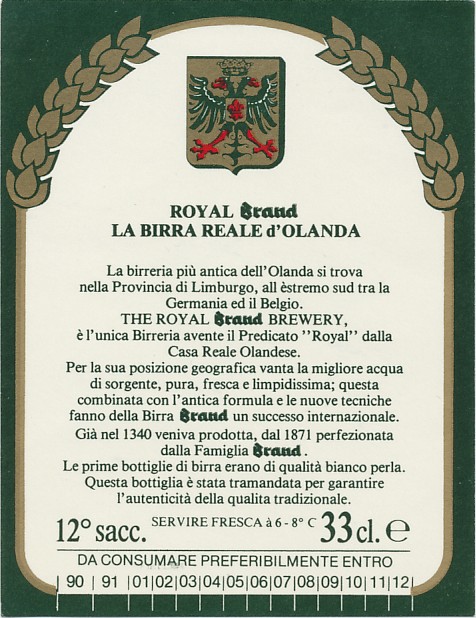 ROYAL Brand
LA BIRRA REALE d'OLANDA
La birreria più antica dell'Olanda si trova
nella Provincia di Limburgo, all èstremo sud tra la
Germania ed il Belgio.
THE ROYAL Brand BREWERY,
è l'unica Birreria avente il Predicato ''Royal'' dalla
Casa Reale Olandese.
Per la sua posizione geografica vanta la migliore acqua
di sorgente, pura, fresca e limpidissima; questa
combinata con l'antica formula e le nuove tecniche
fanno della Birra Brand un successo internazionale.
Già nel 1340 veniva prodotta, dal 1871 perfezionata
dalla Famiglia Brand.
Le prime bottiglie di birra erano di qualità bianco perla.
Questa bottiglia è stata tramandata per garantire
l'autenticità della qualita tradizionale.
12° sacc. SERVIRE FRESCA à 6 - 8° C 33 cl. e
DA CONSUMARE PREFERIBILMENTE ENTRO
| 90 | 91 |01|02|03|04|05|06|07|08|09|10|11|12|